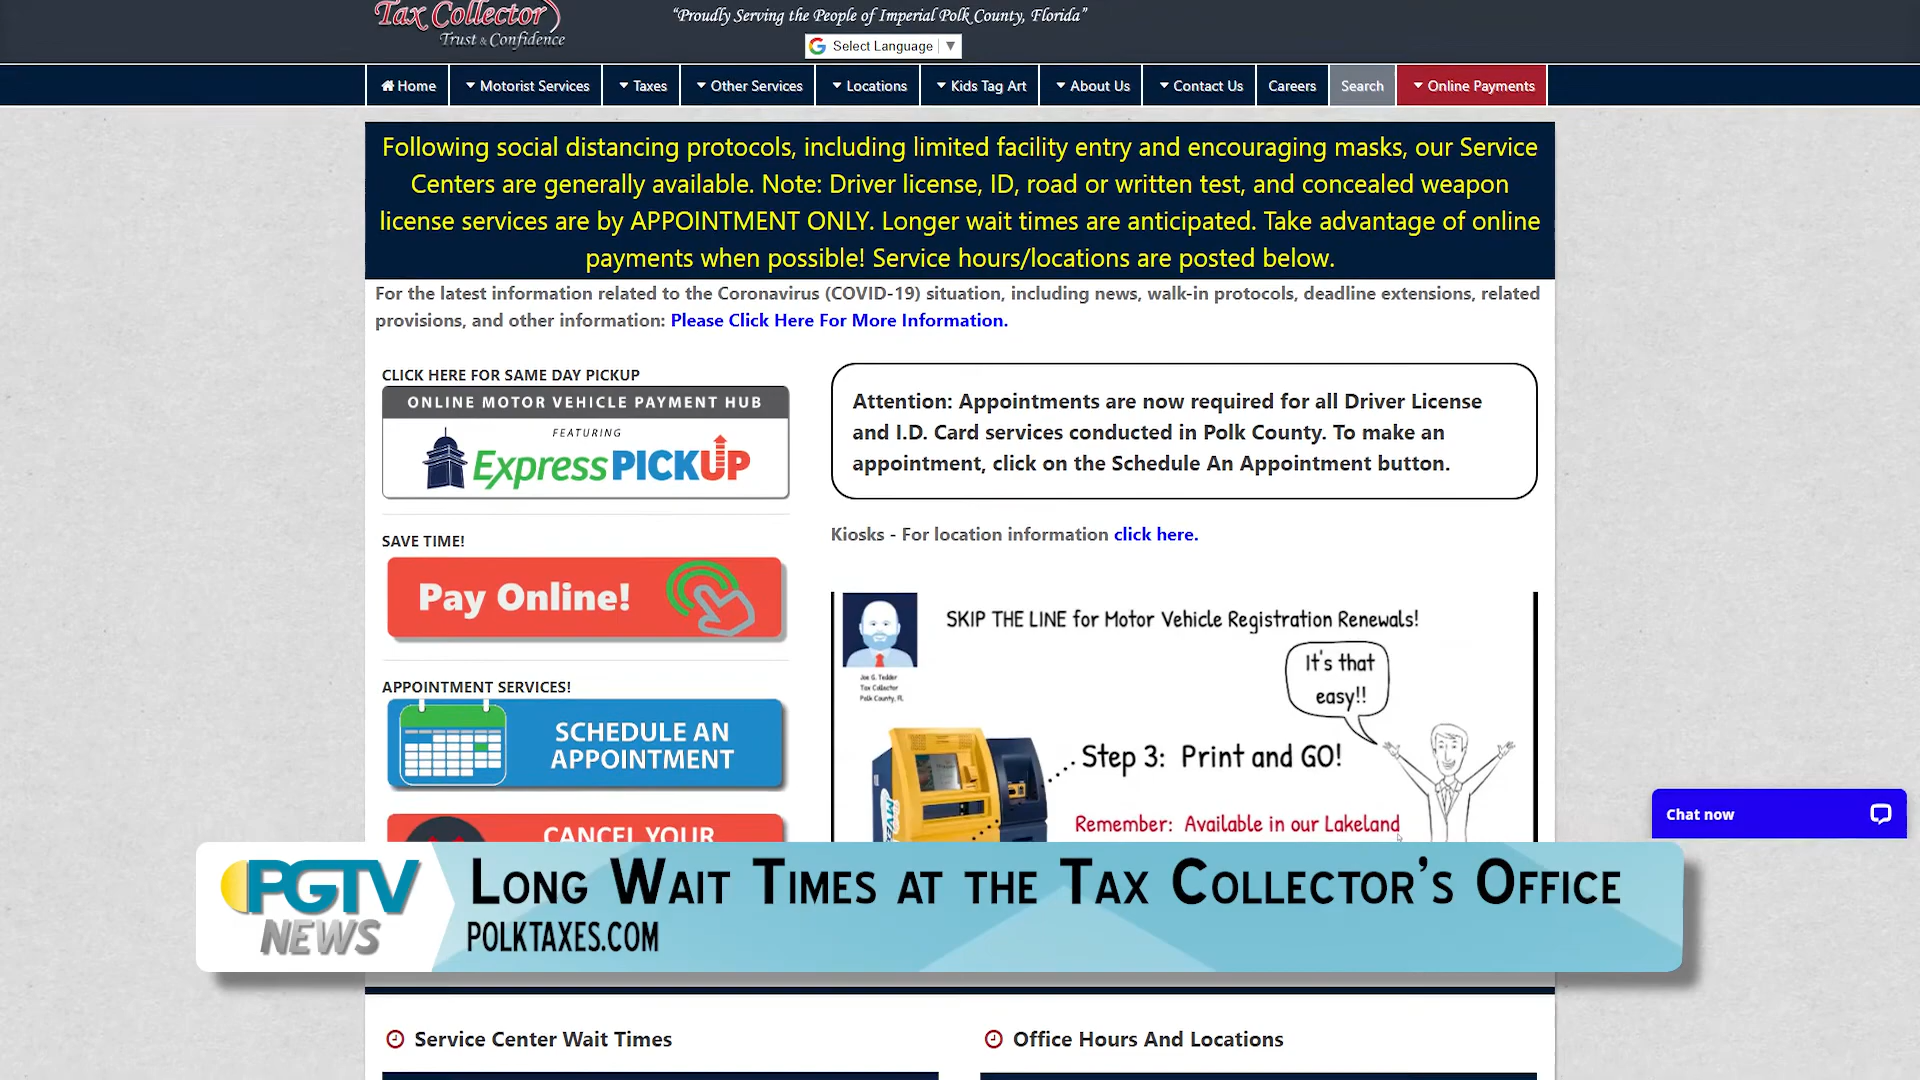 Tax Collector
Trust & Confidence
“Proudly Serving the People of Imperial Polk County, Florida”
Select Language
Home Motorist Services Taxes Other Services Locations Kids Tag Art About Us Contact Us Careers Search Online Payments
Following social distancing protocols, including limited facility entry and encouraging masks, our Service
Centers are generally available. Note: Driver license, ID, road or written test, and concealed weapon
license services are by APPOINTMENT ONLY. Longer wait times are anticipated. Take advantage of online
payments when possible! Service hours/locations are posted below.
For the latest information related to the Coronavirus (COVID-19) situation, including news, walk-in protocols, deadline extensions, related
provisions, and other information: Please Click Here For More Information.
CLICK HERE FOR SAME DAY PICKUP
ONLINE MOTOR VEHICLE PAYMENT HUB
FEATURING
Express PICKUP
SAVE TIME!
Pay Online!
APPOINTMENT SERVICES!
SCHEDULE AN
APPOINTMENT
CANCEL YOUR
Attention: Appointments are now required for all Driver License
and I.D. Card services conducted in Polk County. To make an
appointment, click on the Schedule An Appointment button.
Kiosks - For location information click here.
SKIP THE LINE for Motor Vehicle Registration Renewals!
Joe G. Tedder
Tax Collector
Polk County, FL
It's that
easy!!
Step 3: Print and GO!
Remember: Available in our Lakeland
Chat now
PGTV
NEWS
Long Wait Times at the Tax Collector's Office
POLKTAXES.COM
Service Center Wait Times
Office Hours And Locations